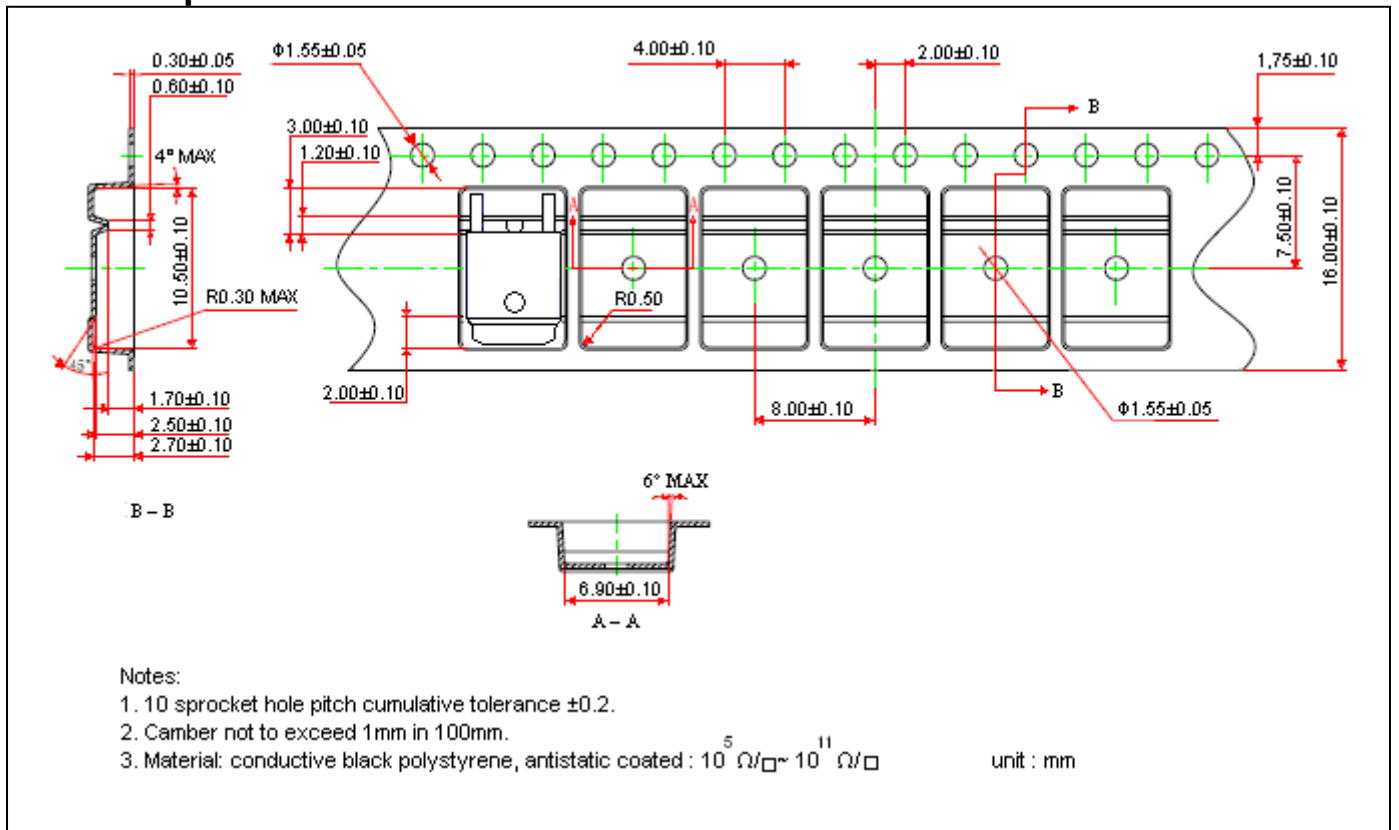 0.30±0.05
0.60±0.10
4° MAX
10.50±0.10
R0.30 MAX
45°
1.70±0.10
2.50±0.10
2.70±0.10
B – B
Φ1.55±0.05
4.00±0.10
2.00±0.10
1,75±0.10
B
3.00±0.10
1.20±0.10
A
A
7.50±0.10
16.00±0.10
R0.50
2.00±0.10
8.00±0.10
B
Φ1.55±0.05
6° MAX
6.90±0.10
A – A
Notes:
1. 10 sprocket hole pitch cumulative tolerance ±0.2.
2. Camber not to exceed 1mm in 100mm.
3. Material: conductive black polystyrene, antistatic coated : 10⁵ Ω/□~ 10¹¹ Ω/□ unit : mm